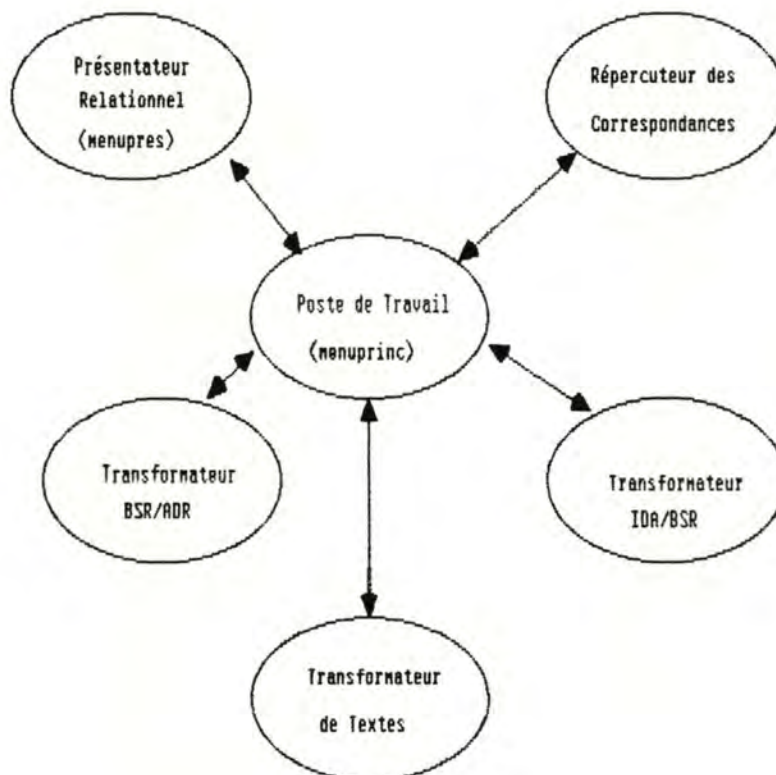 Présentateur
Relationnel
(menupres)
Répercuteur des
Correspondances
Poste de Travail
(menuprinc)
Transformateur
BSR/ADR
Transformateur
IDA/BSR
Transformateur
de Textes